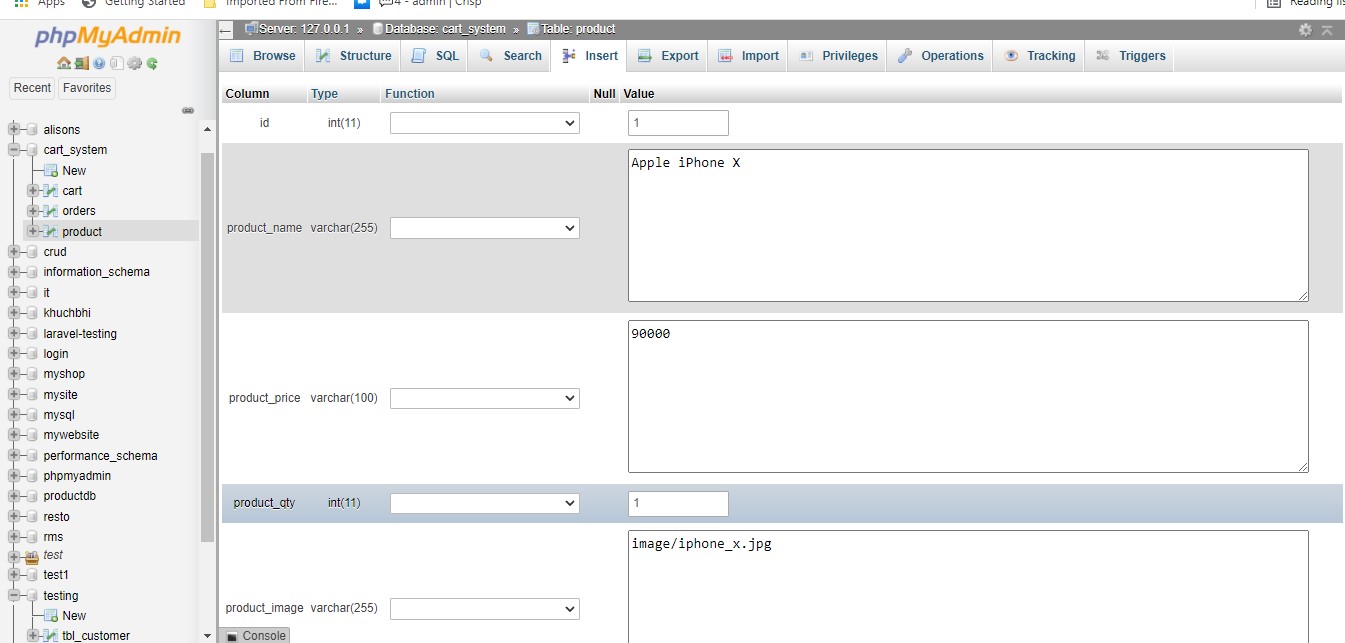 Apps Getting Started Imported From Fire... 4 - admin | Crisp Reading lis
phpMyAdmin
Recent Favorites
alisons
cart_system
New
cart
orders
product
crud
information_schema
it
khuchbhi
laravel-testing
login
myshop
mysite
mysql
mywebsite
performance_schema
phpmyadmin
productdb
resto
rms
test
test1
testing
New
tbl_customer
Server: 127.0.0.1 » Database: cart_system » Table: product
Browse Structure SQL Search Insert Export Import Privileges Operations Tracking Triggers
Column Type Function Null Value
id int(11) 1
Apple iPhone X
product_name varchar(255)
90000
product_price varchar(100)
product_qty int(11) 1
image/iphone_x.jpg
product_image varchar(255)
Console